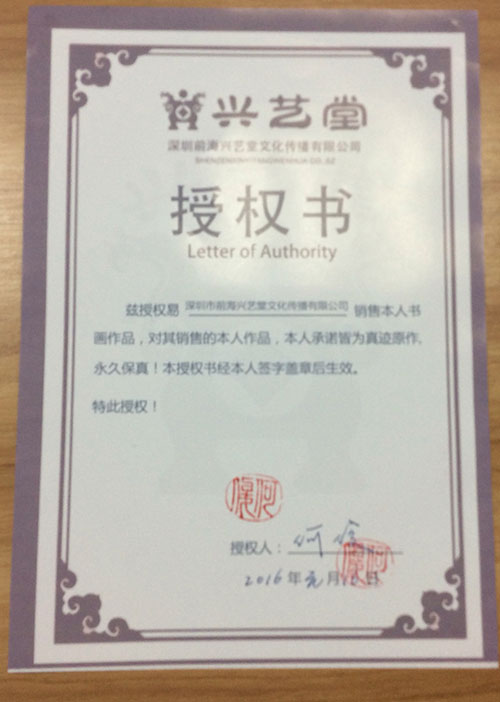 兴艺堂
深圳前海兴艺堂文化传播有限公司
授权书
Letter of Authority
兹授权易 深圳市前海兴艺堂文化传播有限公司 销售本人书
画作品，对其销售的本人作品，本人承诺皆为真迹原作,
永久保真！本授权书经本人签字盖章后生效。
特此授权！
授权人：何
2016年元月 日